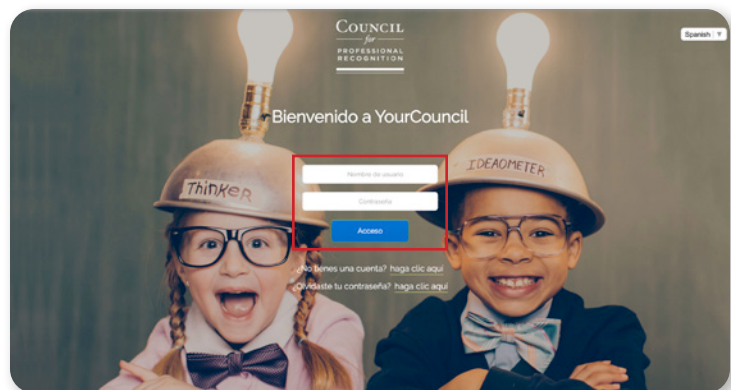 COUNCIL
for
PROFESSIONAL
RECOGNITION
Spanish
Bienvenido a YourCouncil
Thinker
IDEAOMETER
Nombre de usuario
Contraseña
Acceso
¿No tienes una cuenta? haga clic aquí
¿Olvidaste tu contraseña? haga clic aquí